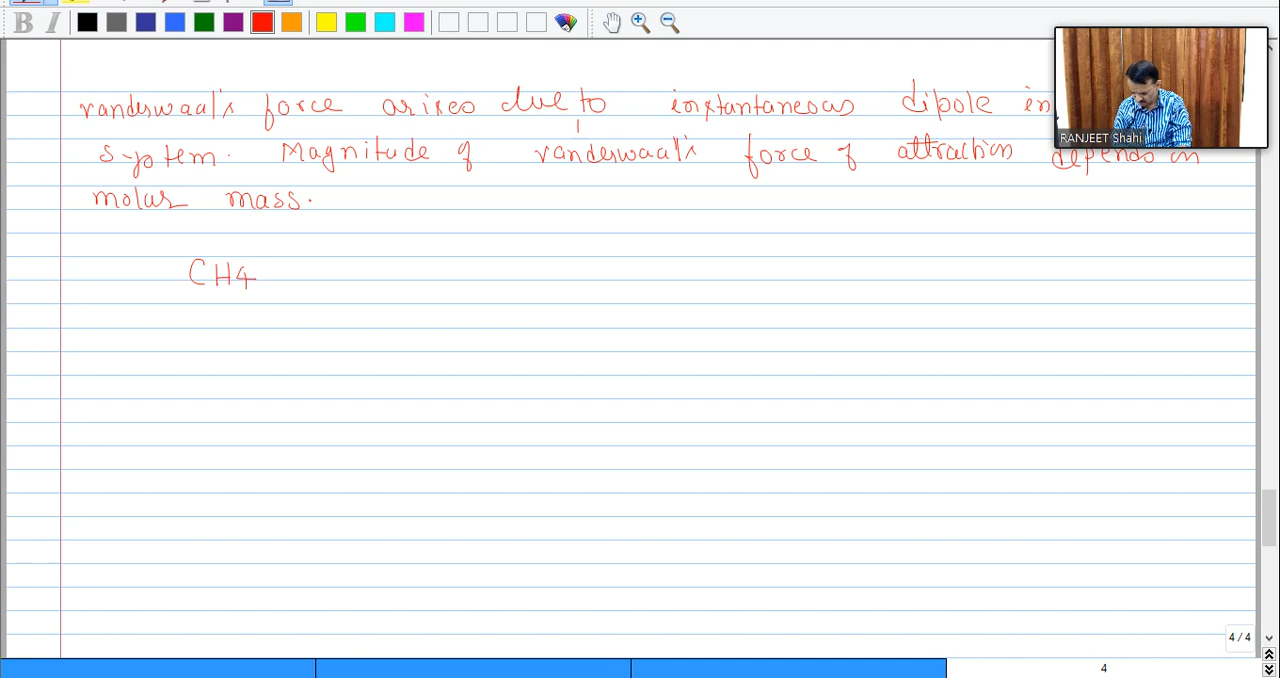 B I
vanderwaal's force arises due to instantaneous dipole in
system. Magnitude of vanderwaal's force of attraction depends on
molar mass.
CH4
RANJEET Shahi
4 / 4
4